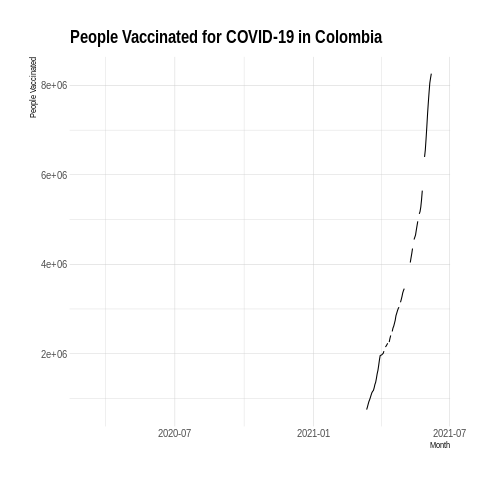 People Vaccinated for COVID-19 in Colombia
People Vaccinated
8e+06
6e+06
4e+06
2e+06
2020-07 2021-01 2021-07
Month